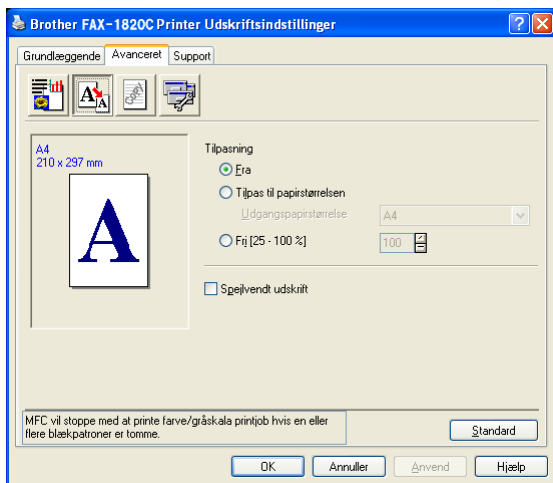 Brother FAX-1820C Printer Udskriftsindstillinger
Grundlæggende Avanceret Support
A4
210 x 297 mm
A
Tilpasning
Fra
Tilpas til papirstørrelsen
Udgangspapirstørrelse A4
Fri [25 - 100 %] 100
Spejlvendt udskrift
MFC vil stoppe med at printe farve/gråskala printjob hvis en eller
flere blækpatroner er tomme.
Standard
OK Annuller Anvend Hjælp